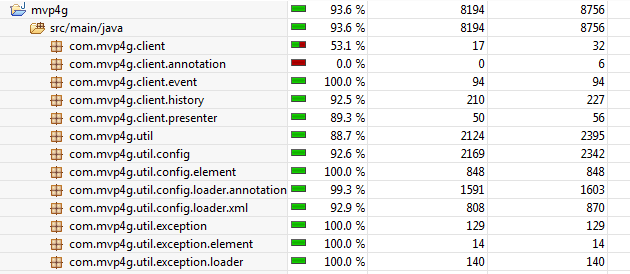 mvp4g 93.6 % 8194 8756
src/main/java 93.6 % 8194 8756
com.mvp4g.client 53.1 % 17 32
com.mvp4g.client.annotation 0.0 % 0 6
com.mvp4g.client.event 100.0 % 94 94
com.mvp4g.client.history 92.5 % 210 227
com.mvp4g.client.presenter 89.3 % 50 56
com.mvp4g.util 88.7 % 2124 2395
com.mvp4g.util.config 92.6 % 2169 2342
com.mvp4g.util.config.element 100.0 % 848 848
com.mvp4g.util.config.loader.annotation 99.3 % 1591 1603
com.mvp4g.util.config.loader.xml 92.9 % 808 870
com.mvp4g.util.exception 100.0 % 129 129
com.mvp4g.util.exception.element 100.0 % 14 14
com.mvp4g.util.exception.loader 100.0 % 140 140